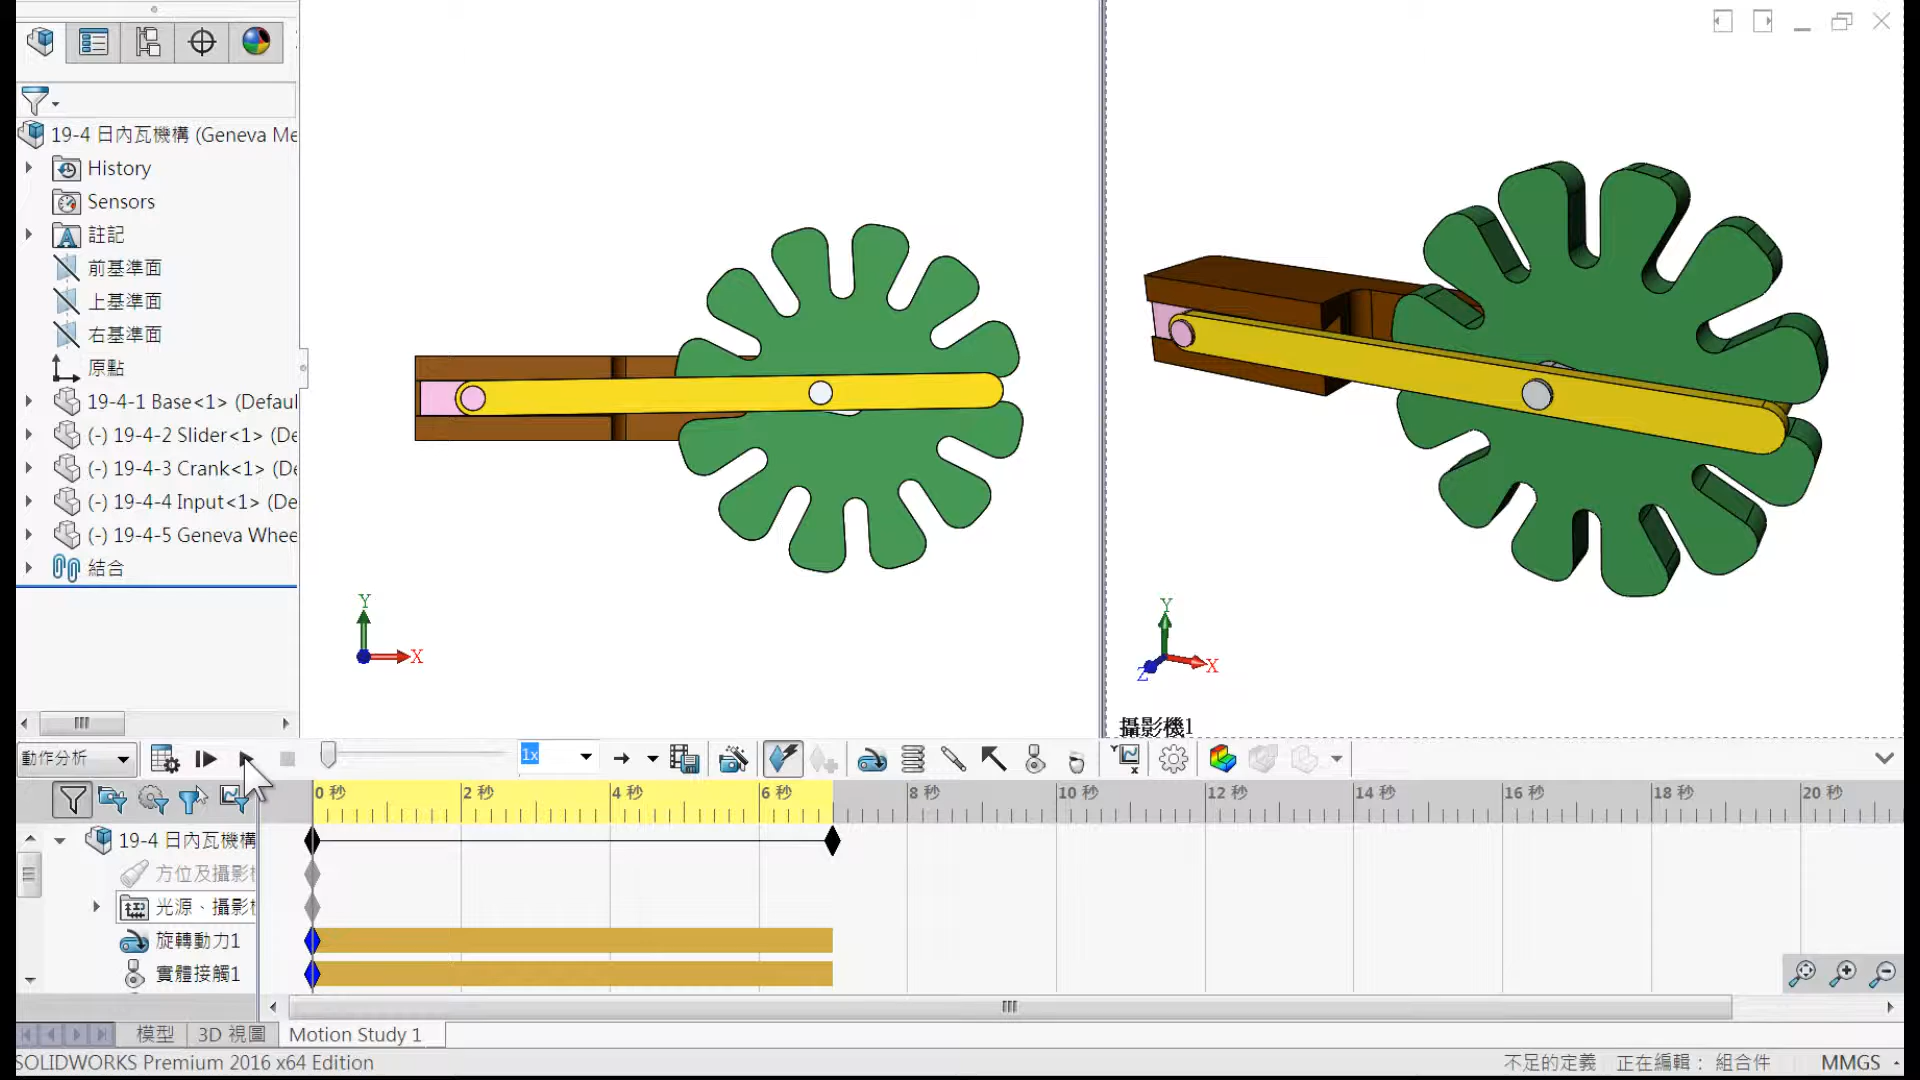 19-4 日內瓦機構 (Geneva Me
History
Sensors
註記
前基準面
上基準面
右基準面
原點
19-4-1 Base<1> (Defaul
(-) 19-4-2 Slider<1> (De
(-) 19-4-3 Crank<1> (De
(-) 19-4-4 Input<1> (De
(-) 19-4-5 Geneva Whee
結合
Y
X
Y
X
Z
攝影機1
動作分析
1x
0 秒
2 秒
4 秒
6 秒
8 秒
10 秒
12 秒
14 秒
16 秒
18 秒
20 秒
19-4 日內瓦機構
方位及攝影
光源、攝影
旋轉動力1
實體接觸1
模型
3D 視圖
Motion Study 1
SOLIDWORKS Premium 2016 x64 Edition
不足的定義
正在編輯： 組合件
MMGS